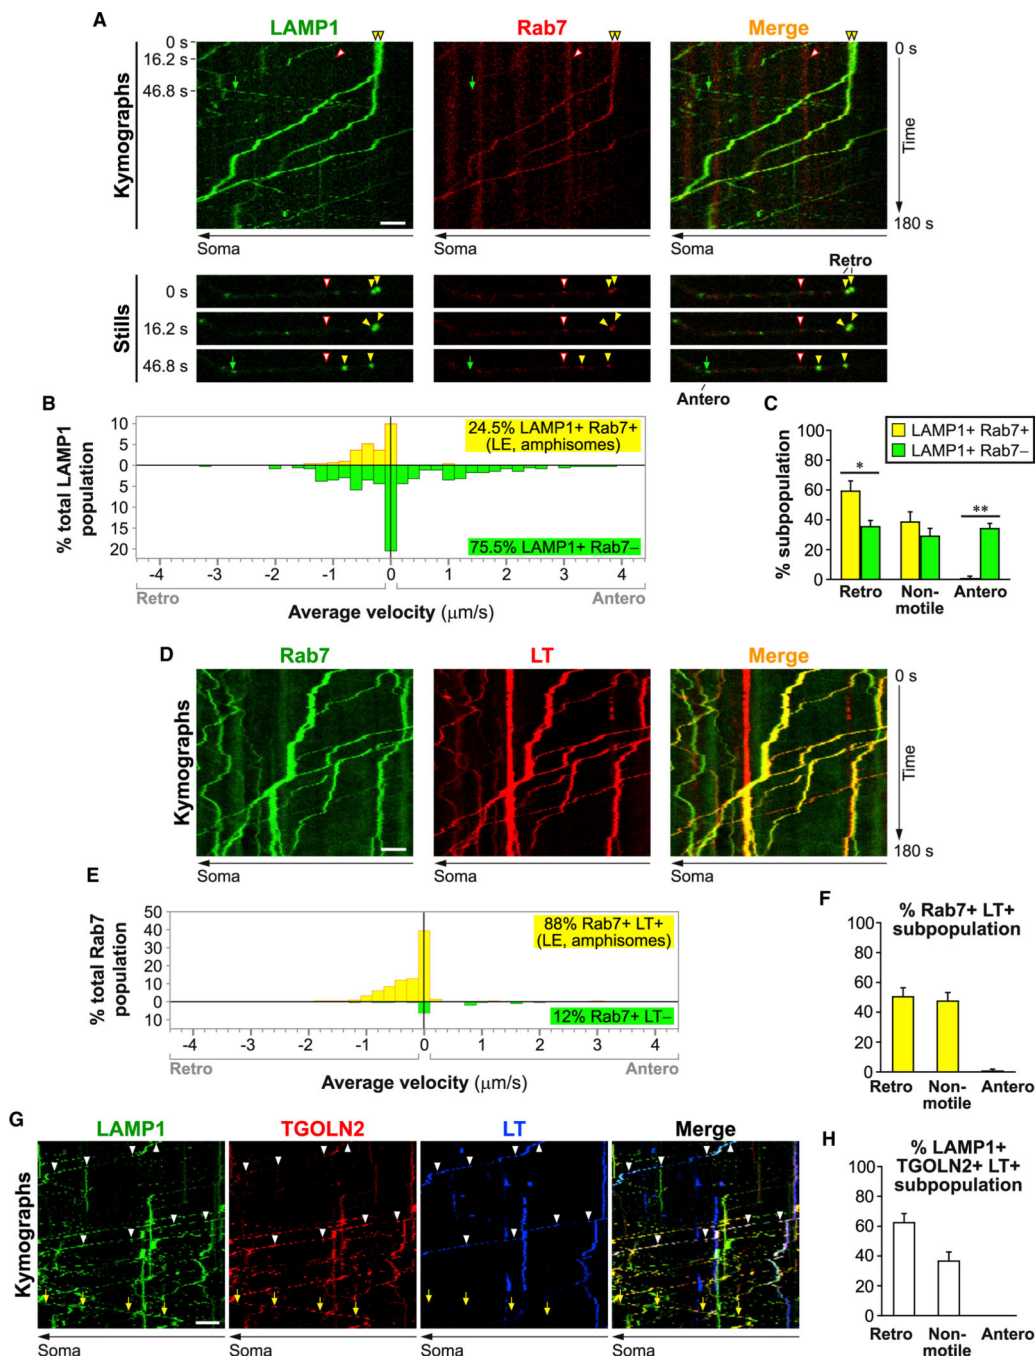 A
LAMP1
Rab7
Merge
Kymographs
0 s
16.2 s
46.8 s
0 s
Time
180 s
Soma
Soma
Soma
Retro
Stills
0 s
16.2 s
46.8 s
Antero
B
% total LAMP1 population
10
5
0
5
10
15
20
24.5% LAMP1+ Rab7+
(LE, amphisomes)
75.5% LAMP1+ Rab7–
-4 -3 -2 -1 0 1 2 3 4
Retro
Antero
Average velocity (μm/s)
C
LAMP1+ Rab7+
LAMP1+ Rab7–
% subpopulation
100
80
60
40
20
0
*
**
Retro Non-motile Antero
D
Rab7
LT
Merge
Kymographs
0 s
Time
180 s
Soma
Soma
Soma
E
% total Rab7 population
50
40
30
20
10
0
10
88% Rab7+ LT+
(LE, amphisomes)
12% Rab7+ LT–
-4 -3 -2 -1 0 1 2 3 4
Retro
Antero
Average velocity (μm/s)
F
% Rab7+ LT+
subpopulation
100
80
60
40
20
0
Retro Non-motile Antero
G
LAMP1
TGOLN2
LT
Merge
Kymographs
Soma
Soma
Soma
Soma
H
% LAMP1+
TGOLN2+ LT+
subpopulation
100
80
60
40
20
0
Retro Non-motile Antero